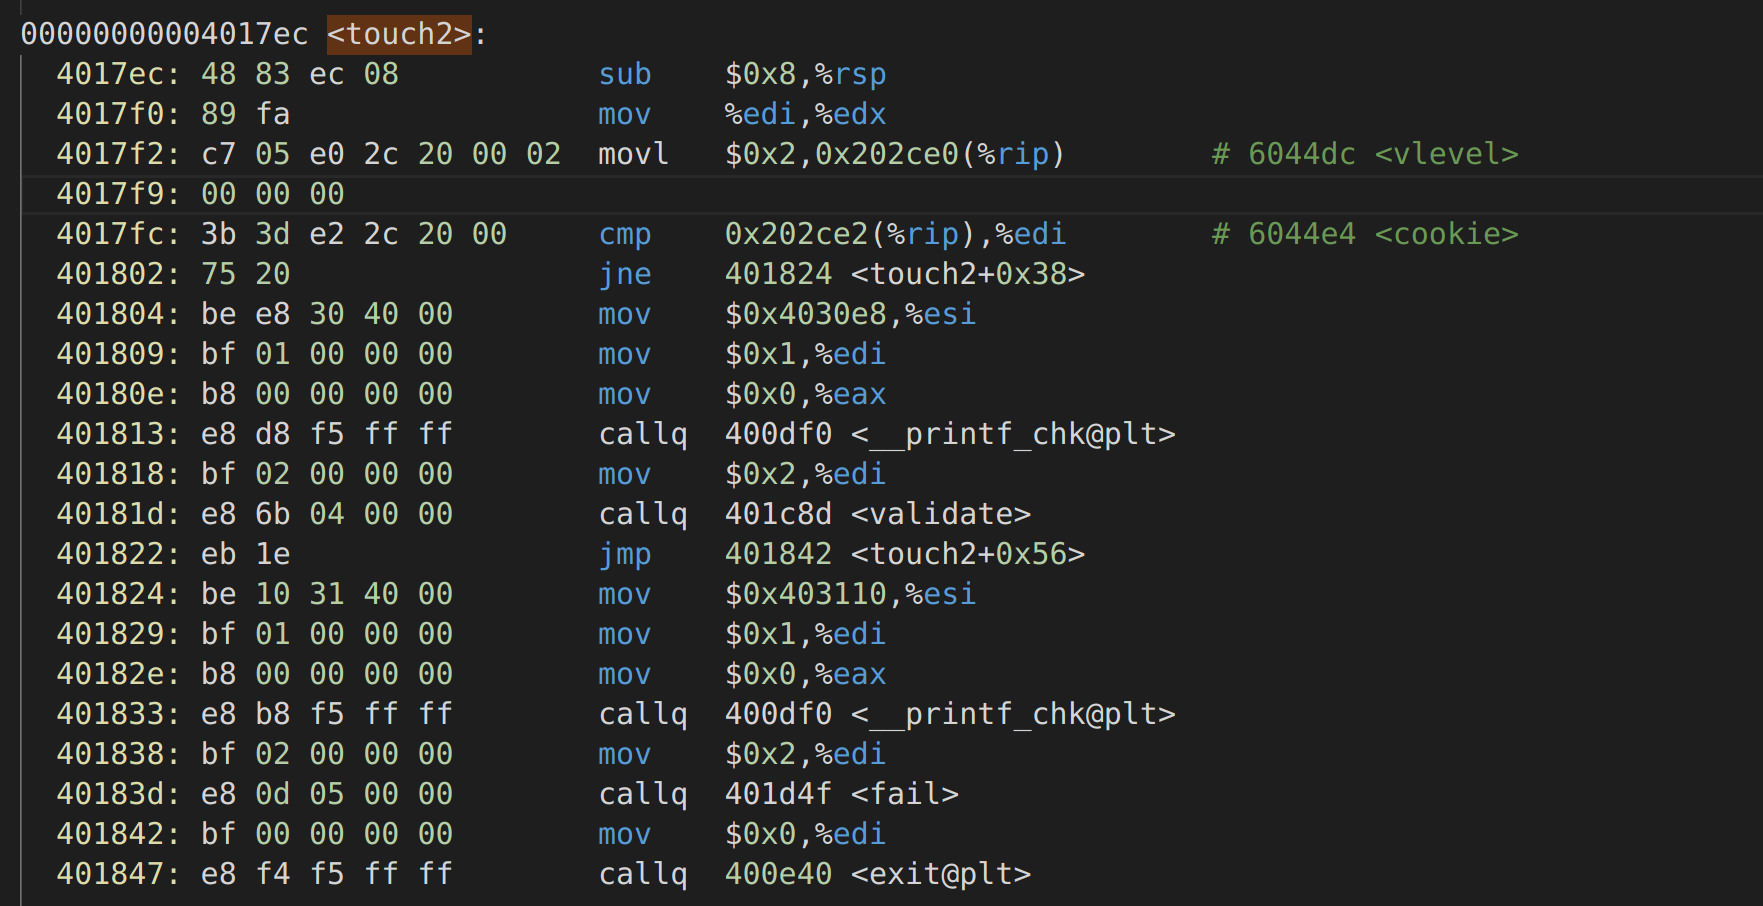 00000000004017ec <touch2>:
4017ec: 48 83 ec 08 sub $0x8,%rsp
4017f0: 89 fa mov %edi,%edx
4017f2: c7 05 e0 2c 20 00 02 movl $0x2,0x202ce0(%rip) # 6044dc <vlevel>
4017f9: 00 00 00
4017fc: 3b 3d e2 2c 20 00 cmp 0x202ce2(%rip),%edi # 6044e4 <cookie>
401802: 75 20 jne 401824 <touch2+0x38>
401804: be e8 30 40 00 mov $0x4030e8,%esi
401809: bf 01 00 00 00 mov $0x1,%edi
40180e: b8 00 00 00 00 mov $0x0,%eax
401813: e8 d8 f5 ff ff callq 400df0 <__printf_chk@plt>
401818: bf 02 00 00 00 mov $0x2,%edi
40181d: e8 6b 04 00 00 callq 401c8d <validate>
401822: eb 1e jmp 401842 <touch2+0x56>
401824: be 10 31 40 00 mov $0x403110,%esi
401829: bf 01 00 00 00 mov $0x1,%edi
40182e: b8 00 00 00 00 mov $0x0,%eax
401833: e8 b8 f5 ff ff callq 400df0 <__printf_chk@plt>
401838: bf 02 00 00 00 mov $0x2,%edi
40183d: e8 0d 05 00 00 callq 401d4f <fail>
401842: bf 00 00 00 00 mov $0x0,%edi
401847: e8 f4 f5 ff ff callq 400e40 <exit@plt>